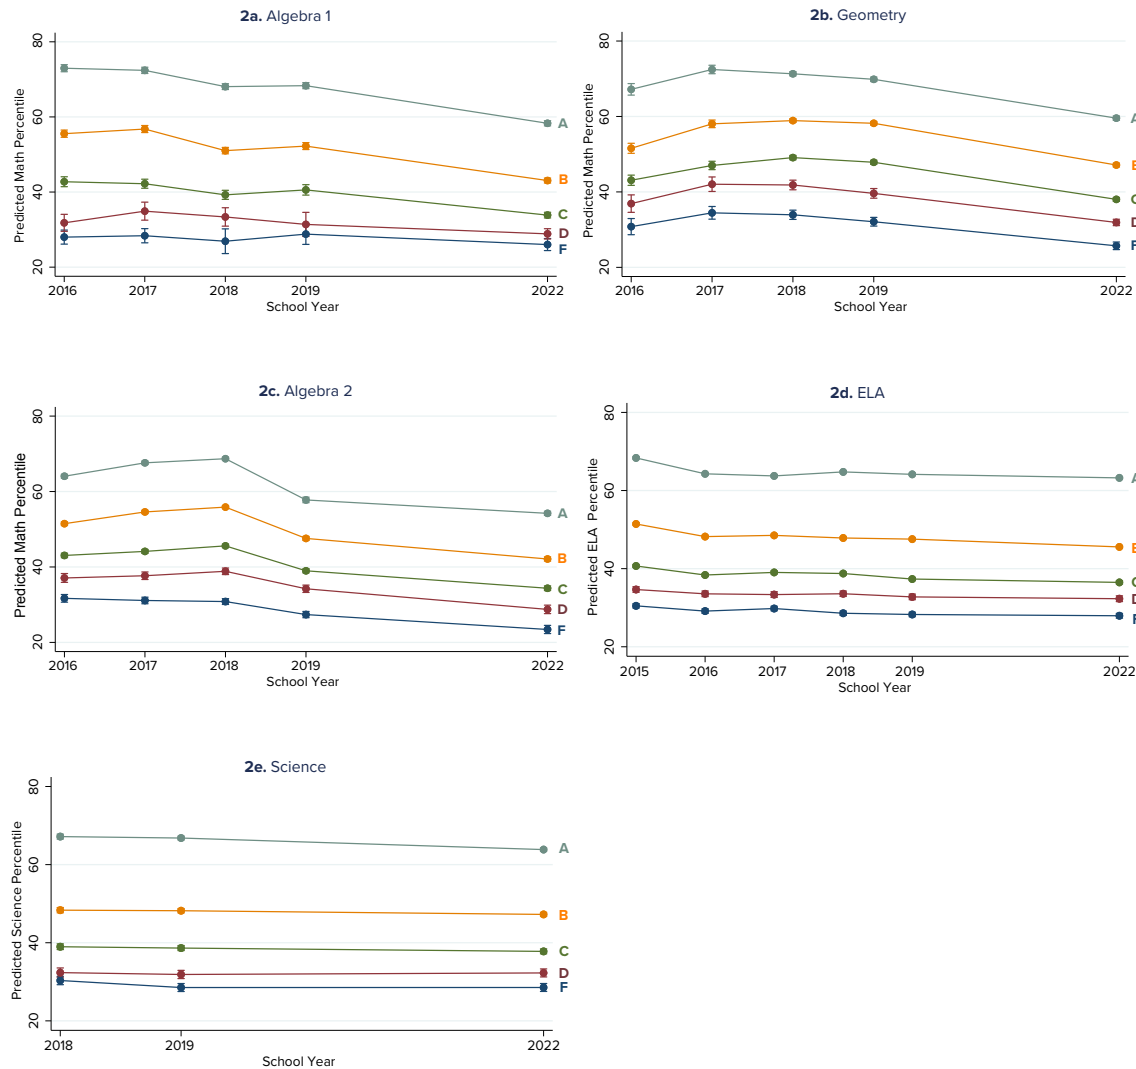 2a. Algebra 1
80
60
40
20
Predicted Math Percentile
A
B
C
D
F
2016 2017 2018 2019 2022
School Year
2b. Geometry
80
60
40
20
Predicted Math Percentile
A
B
C
D
F
2016 2017 2018 2019 2022
School Year
2c. Algebra 2
80
60
40
20
Predicted Math Percentile
A
B
C
D
F
2016 2017 2018 2019 2022
School Year
2d. ELA
80
60
40
20
Predicted ELA Percentile
A
B
C
D
F
2015 2016 2017 2018 2019 2022
School Year
2e. Science
80
60
40
20
Predicted Science Percentile
A
B
C
D
F
2018 2019 2022
School Year